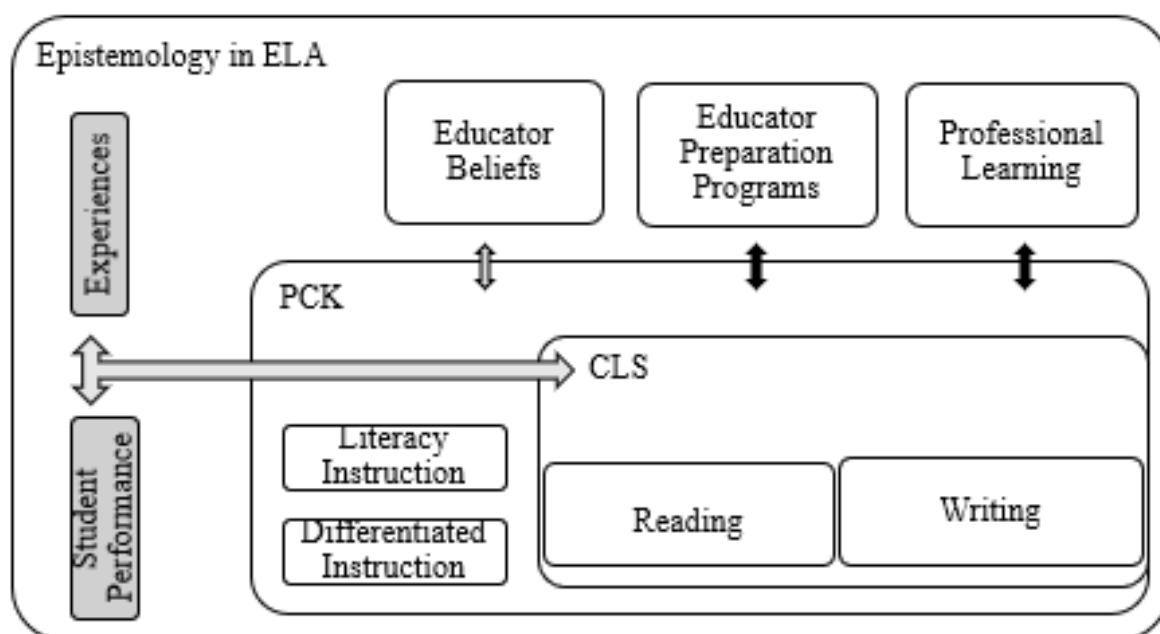 Epistemology in ELA
Experiences
Student
Performance
Educator
Beliefs
Educator
Preparation
Programs
Professional
Learning
PCK
Literacy
Instruction
Differentiated
Instruction
CLS
Reading
Writing